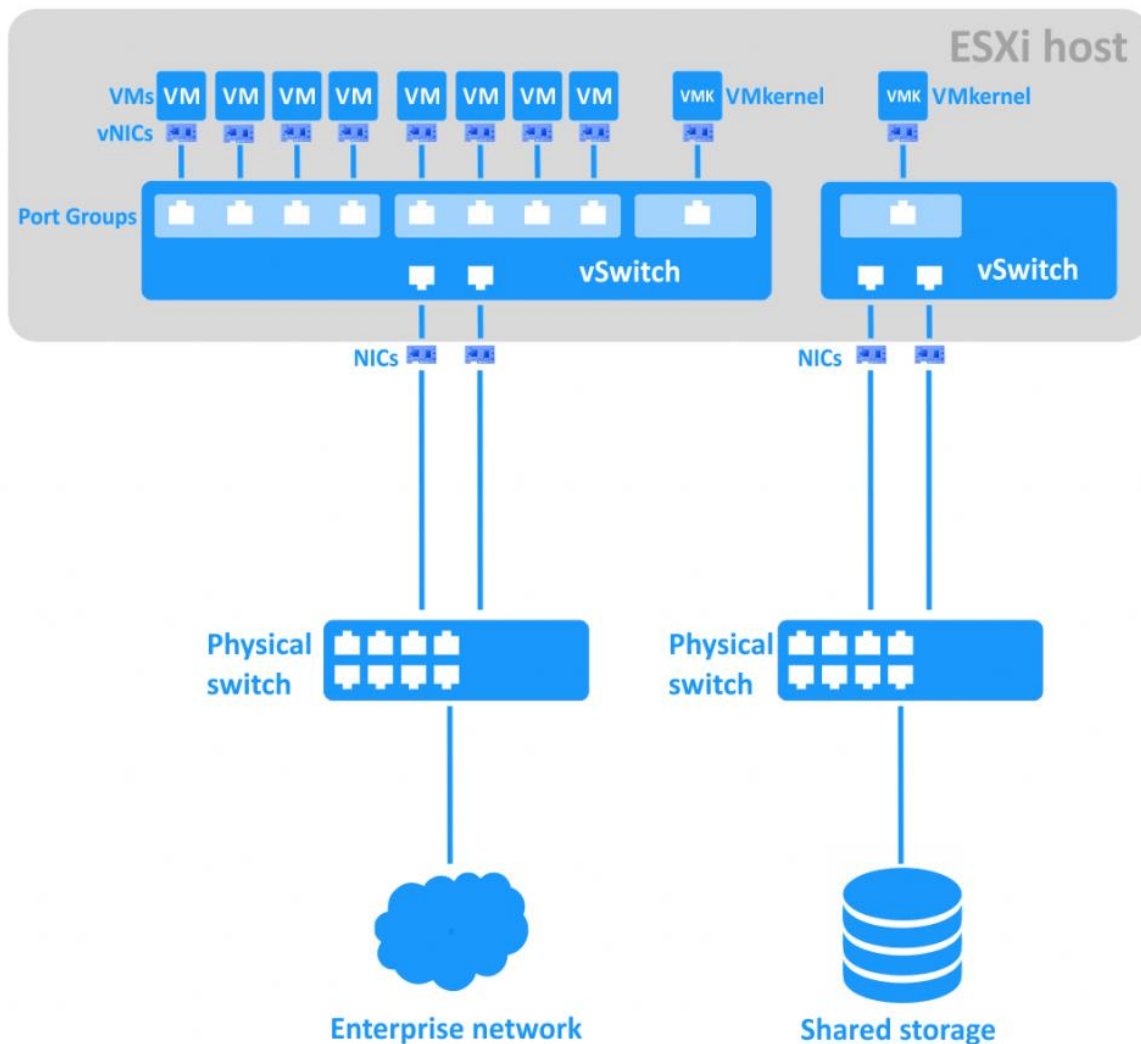 ESXi host
VMs VM VM VM VM VM VM VM VM VMK VMkernel VMK VMkernel
vNICs
Port Groups
vSwitch vSwitch
NICs NICs
Physical switch
Physical switch
Enterprise network Shared storage